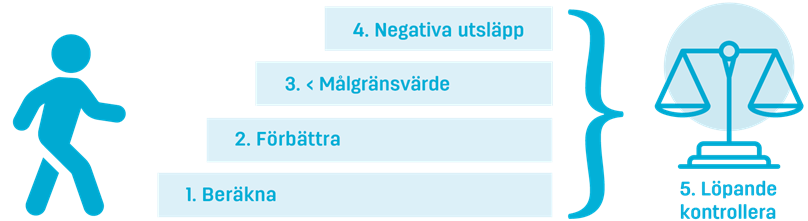 4. Negativa utsläpp
3. < Målgränsvärde
2. Förbättra
1. Beräkna
5. Löpande
kontrollera